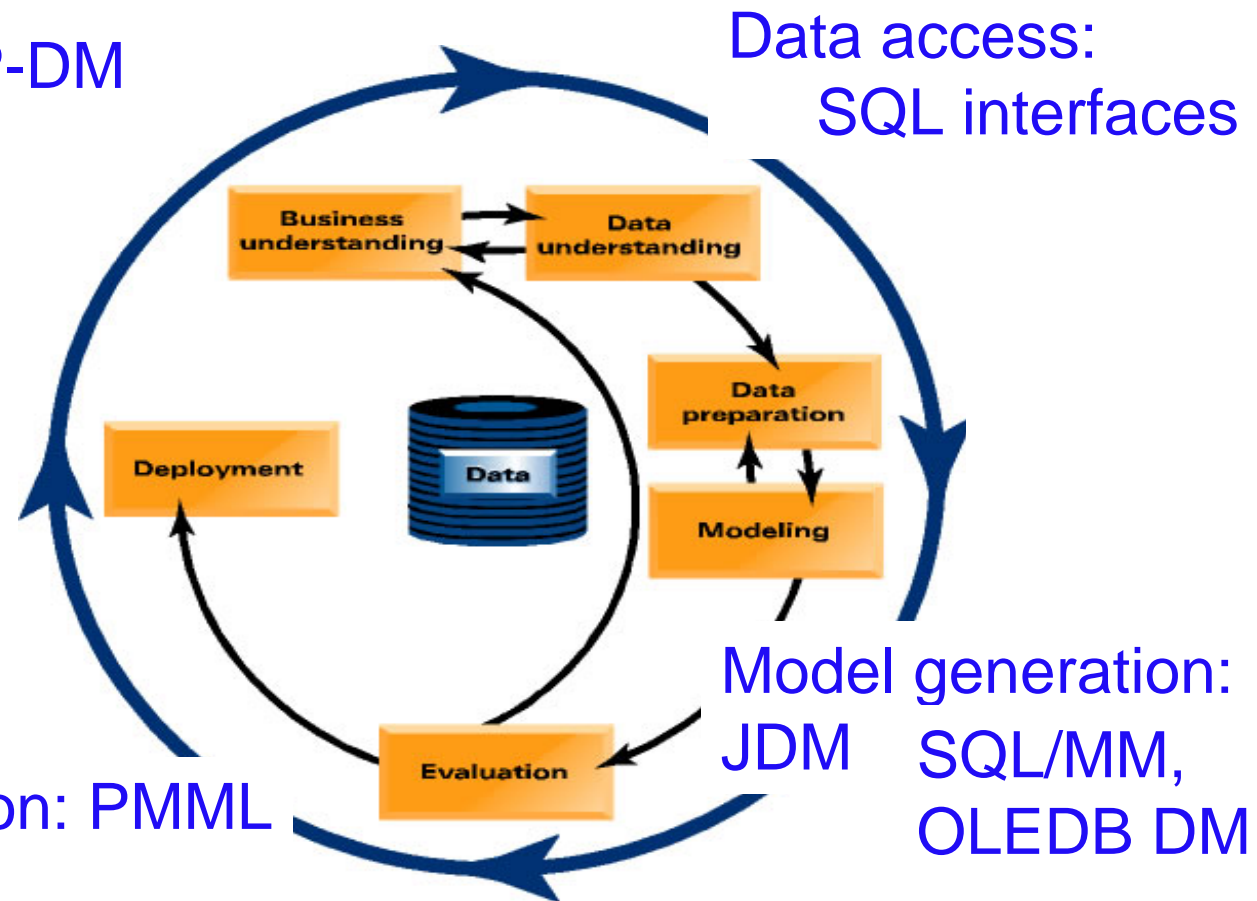 P-DM
Data access:
SQL interfaces
Business
understanding
Data
understanding
Data
preparation
Deployment
Data
Modeling
Model generation:
JDM SQL/MM,
OLEDB DM
Evaluation
on: PMML